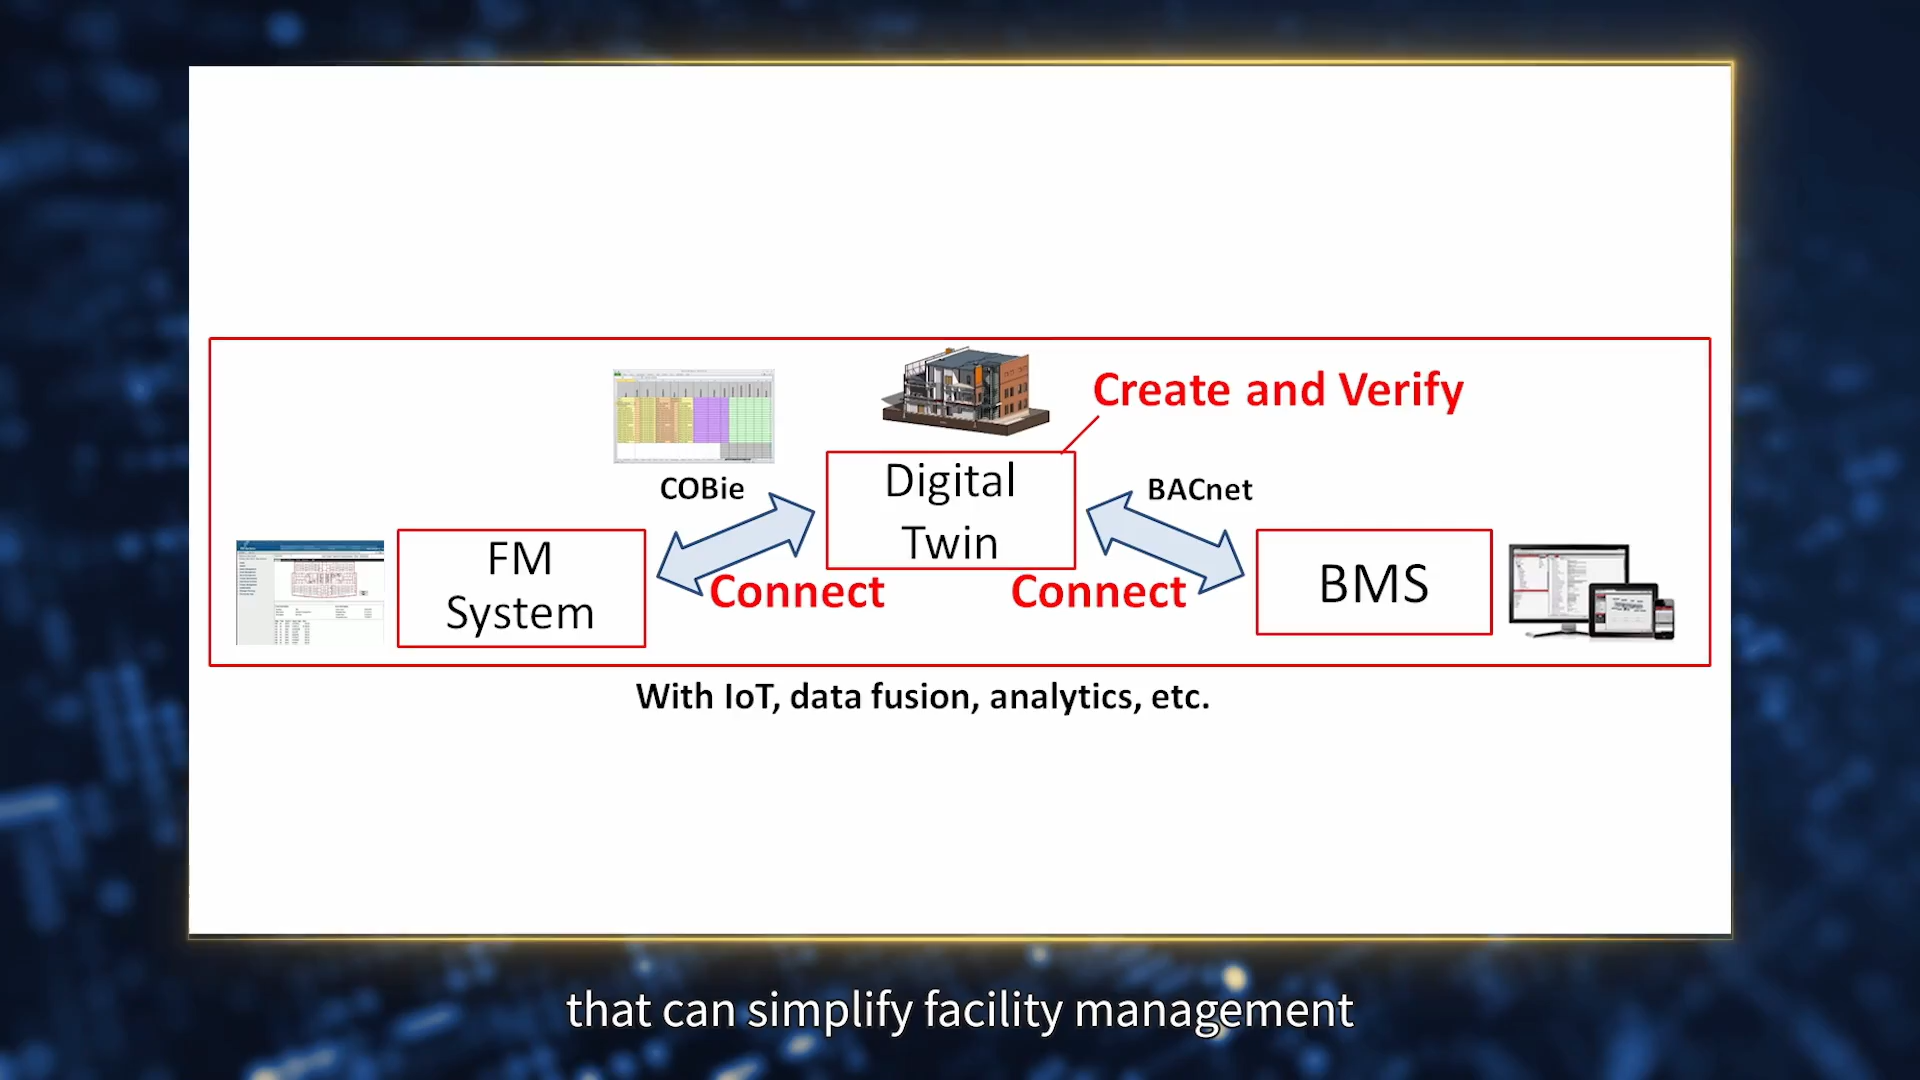 Create and Verify
COBie
Digital
Twin
BACnet
FM
System
Connect
Connect
BMS
With IoT, data fusion, analytics, etc.
that can simplify facility management